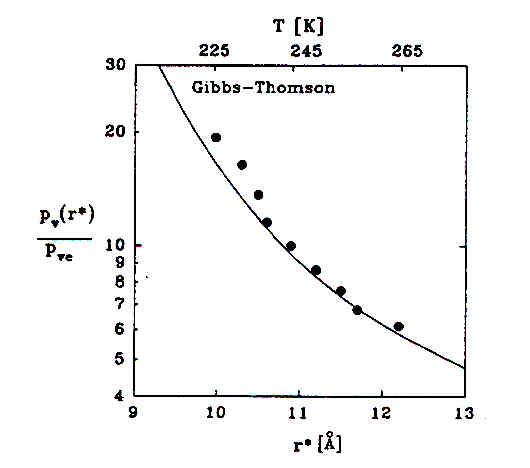 T [K]
225 245 265
30
Gibbs-Thomson
20
p_v(r*)
p_ve
10
9
8
7
6
5
4
9 10 11 12 13
r* [Å]